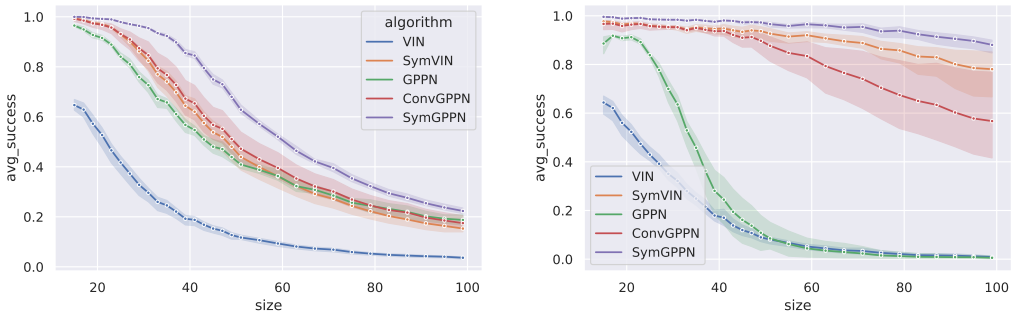 1.0
0.8
0.6
0.4
0.2
0.0
avg_success
20
40
60
80
100
size
algorithm
VIN
SymVIN
GPPN
ConvGPPN
SymGPPN
1.0
0.8
0.6
0.4
0.2
0.0
avg_success
20
40
60
80
100
size
VIN
SymVIN
GPPN
ConvGPPN
SymGPPN